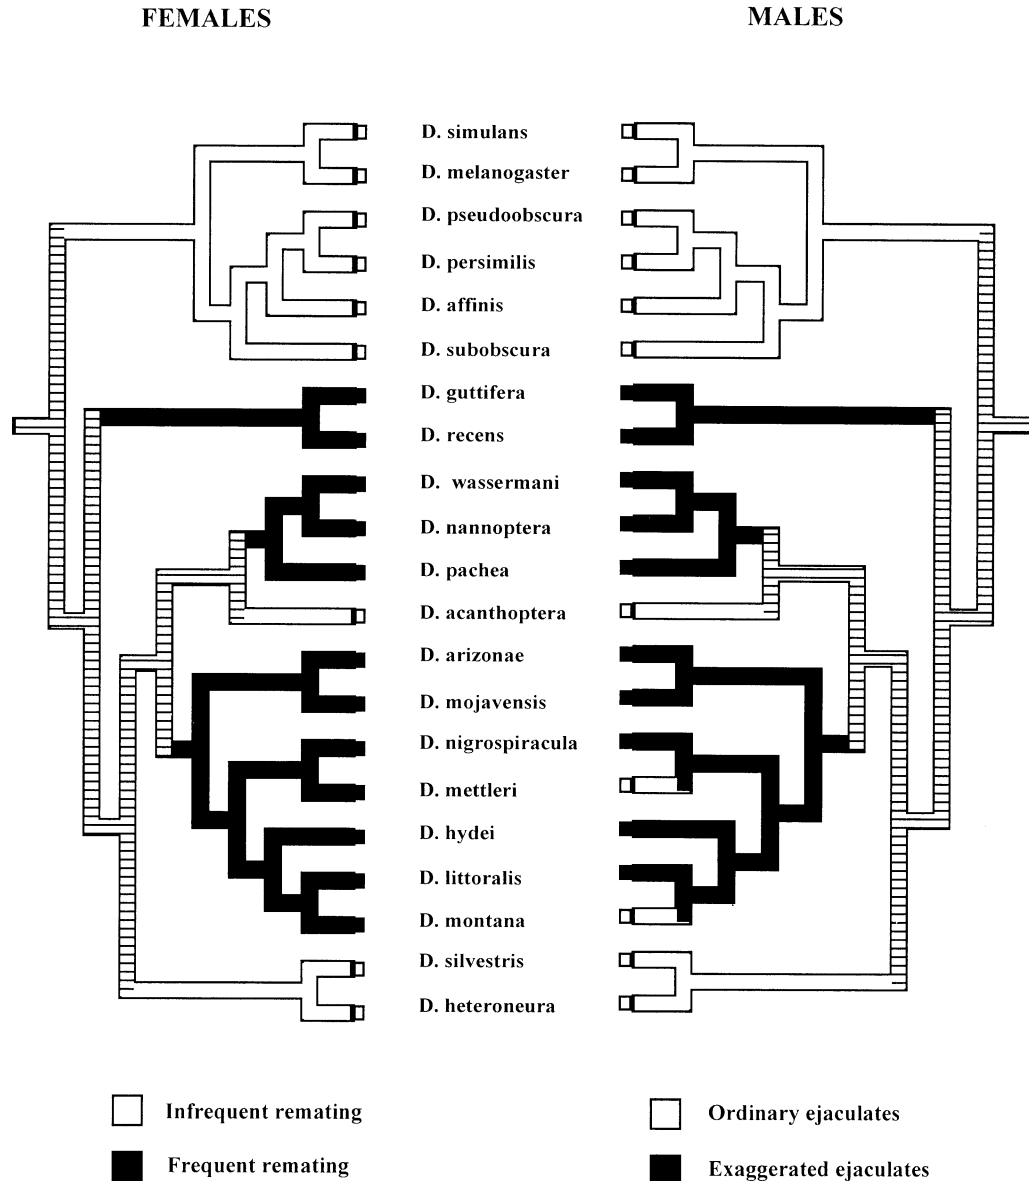 FEMALES
MALES
D. simulans
D. melanogaster
D. pseudoobscura
D. persimilis
D. affinis
D. subobscura
D. guttifera
D. recens
D. wassermani
D. nannoptera
D. pachea
D. acanthoptera
D. arizonae
D. mojavensis
D. nigrospiracula
D. mettleri
D. hydei
D. littoralis
D. montana
D. silvestris
D. heteroneura
Infrequent remating
Ordinary ejaculates
Frequent remating
Exaggerated ejaculates